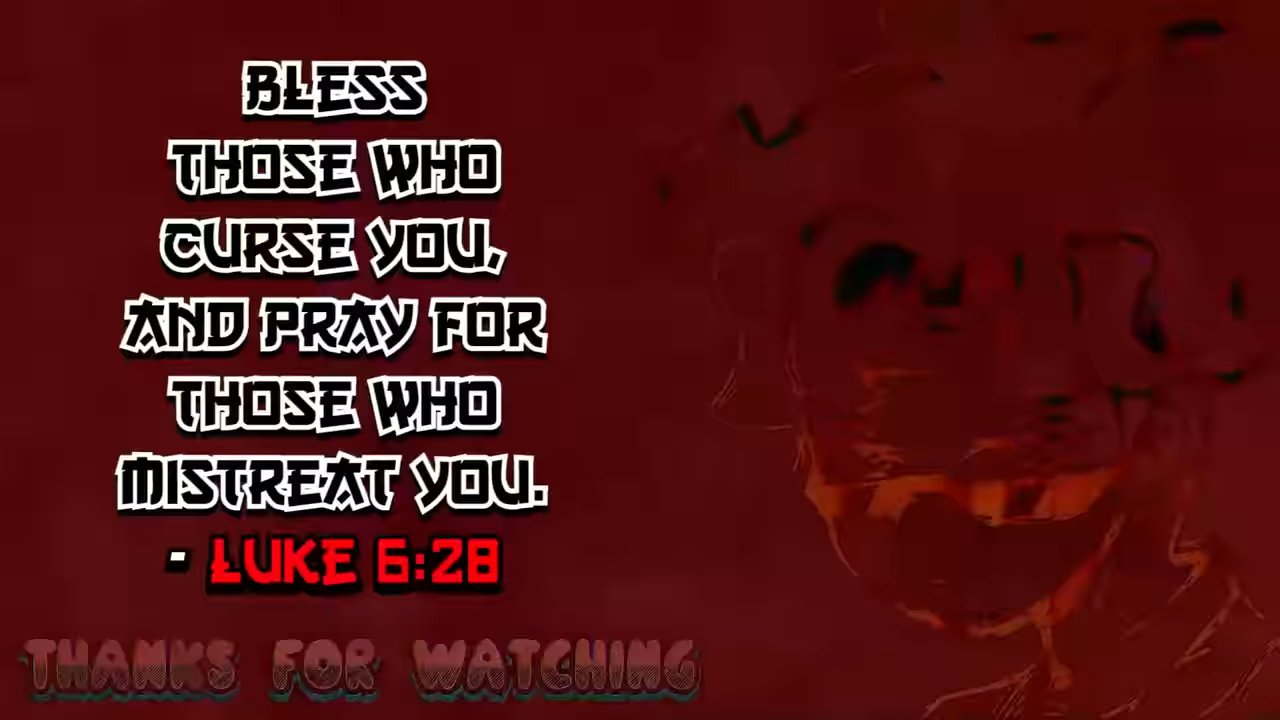 BLESS
THOSE WHO
CURSE YOU,
AND PRAY FOR
THOSE WHO
MISTREAT YOU.
- LUKE 6:28
THANKS FOR WATCHING